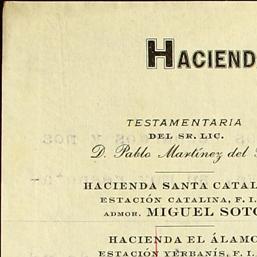 HACIEND
TESTAMENTARIA
DEL SR. LIC.
D. Pablo Martínez del
HACIENDA SANTA CATAL
ESTACIÓN CATALINA, F. I.
ADMOR. MIGUEL SOTO
HACIENDA EL ÁLAMO
ESTACIÓN YERBANÍS, F. I.